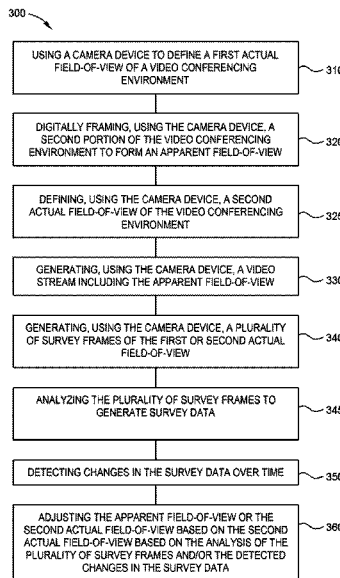 300
USING A CAMERA DEVICE TO DEFINE A FIRST ACTUAL
FIELD-OF-VIEW OF A VIDEO CONFERENCING
ENVIRONMENT
310
DIGITALLY FRAMING, USING THE CAMERA DEVICE, A
SECOND PORTION OF THE VIDEO CONFERENCING
ENVIRONMENT TO FORM AN APPARENT FIELD-OF-VIEW
320
DEFINING, USING THE CAMERA DEVICE, A SECOND
ACTUAL FIELD-OF-VIEW OF THE VIDEO CONFERENCING
ENVIRONMENT
325
GENERATING, USING THE CAMERA DEVICE, A VIDEO
STREAM INCLUDING THE APPARENT FIELD-OF-VIEW
330
GENERATING, USING THE CAMERA DEVICE, A PLURALITY
OF SURVEY FRAMES OF THE FIRST OR SECOND ACTUAL
FIELD-OF-VIEW
340
ANALYZING THE PLURALITY OF SURVEY FRAMES TO
GENERATE SURVEY DATA
345
DETECTING CHANGES IN THE SURVEY DATA OVER TIME
350
ADJUSTING THE APPARENT FIELD-OF-VIEW OR THE
SECOND ACTUAL FIELD-OF-VIEW BASED ON THE SECOND
ACTUAL FIELD-OF-VIEW BASED ON THE ANALYSIS OF THE
PLURALITY OF SURVEY FRAMES AND/OR THE DETECTED
CHANGES IN THE SURVEY DATA
360